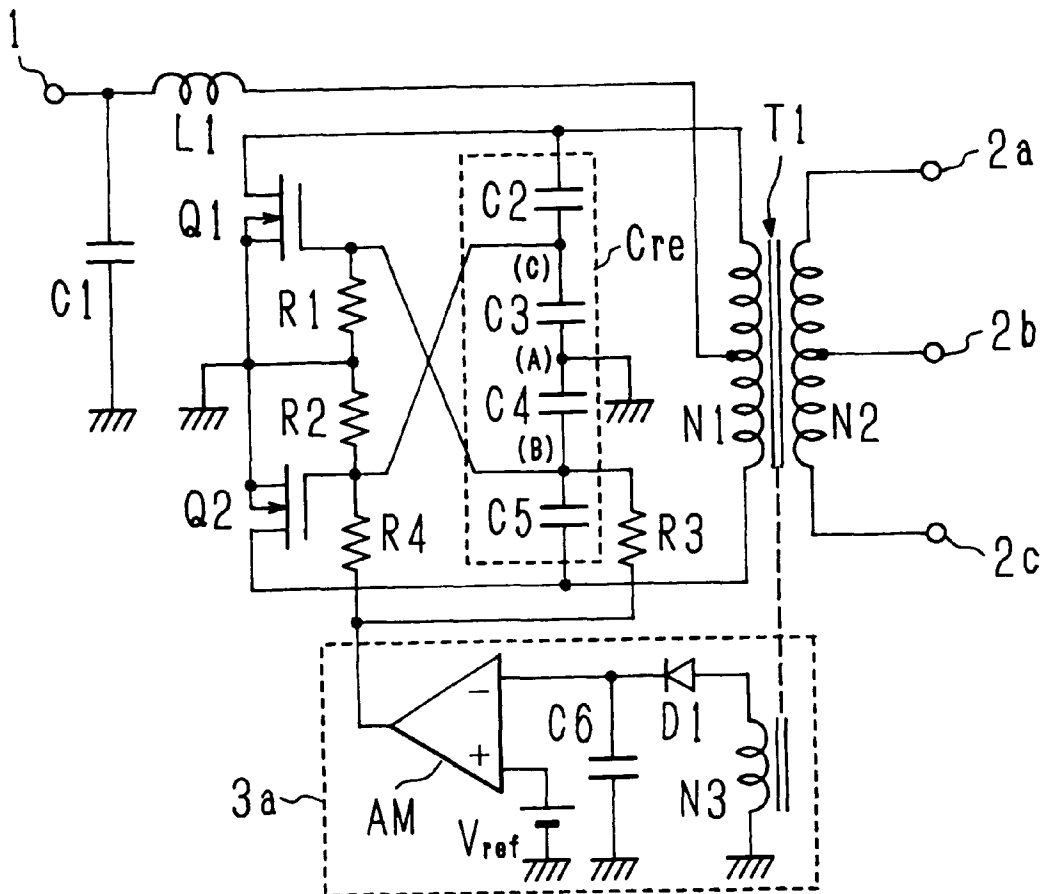 1
L1
T1
2a
C2
Q1
Cre
(C)
C1
R1
C3
(A)
2b
R2
C4
N1
N2
(B)
Q2
C5
R4
R3
2c
−
C6
D1
+
3a
AM
N3
Vref